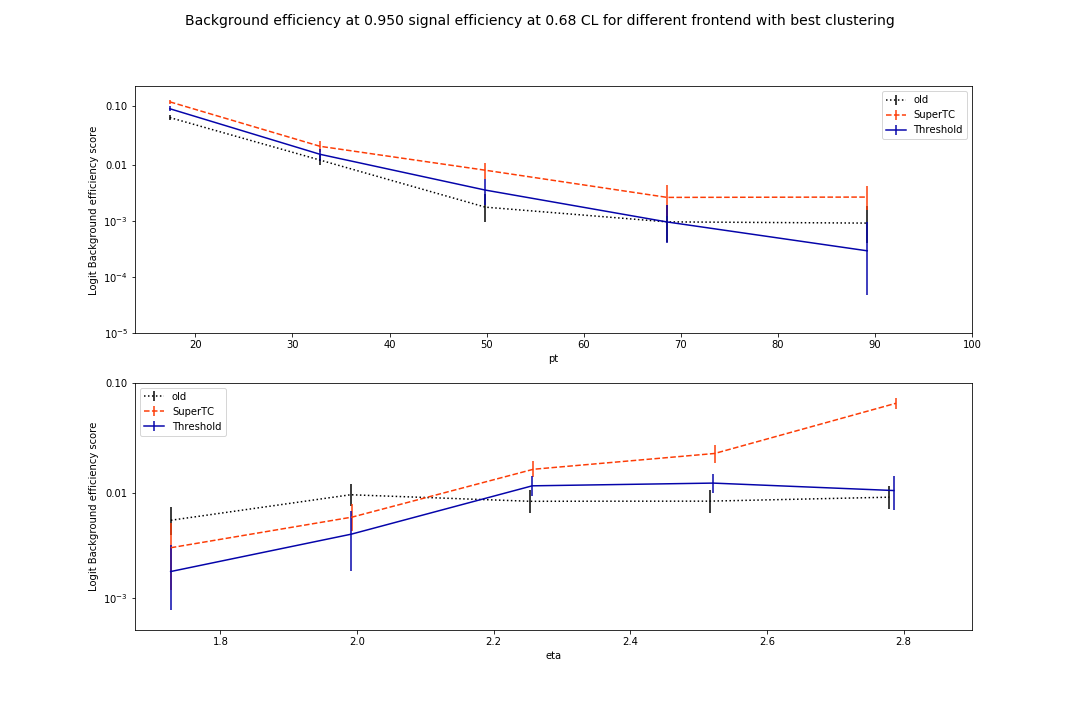 Background efficiency at 0.950 signal efficiency at 0.68 CL for different frontend with best clustering
Logit Background efficiency score
0.10
0.01
10⁻³
10⁻⁴
10⁻⁵
old
SuperTC
Threshold
20 30 40 50 60 70 80 90 100
pt
Logit Background efficiency score
0.10
0.01
10⁻³
old
SuperTC
Threshold
1.8 2.0 2.2 2.4 2.6 2.8
eta